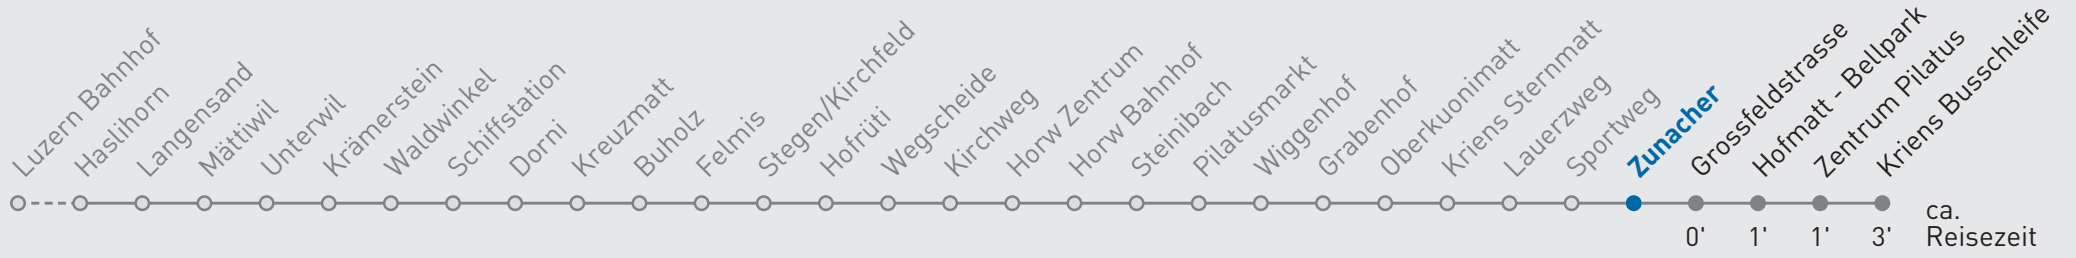 Luzern Bahnhof
Haslihorn
Langensand
Mättiwil
Unterwil
Krämerstein
Waldwinkel
Schiffstation
Dorni
Kreuzmatt
Buholz
Felmis
Stegen/Kirchfeld
Hofrüti
Wegscheide
Kirchweg
Horw Zentrum
Horw Bahnhof
Steinibach
Pilatusmarkt
Wiggenhof
Grabenhof
Oberkuonimatt
Kriens Sternmatt
Lauerzweg
Sportweg
Zunacher
Grossfeldstrasse
Hofmatt - Bellpark
Zentrum Pilatus
Kriens Busschleife
0' 1' 1' 3'
ca.
Reisezeit